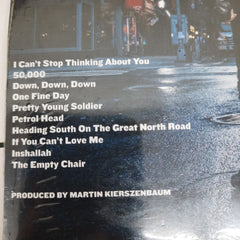 I Can't Stop Thinking About You
50,000
Down, Down, Down
One Fine Day
Pretty Young Soldier
Petrol Head
Heading South On The Great North Road
If You Can't Love Me
Inshallah
The Empty Chair
PRODUCED BY MARTIN KIERSZENBAUM